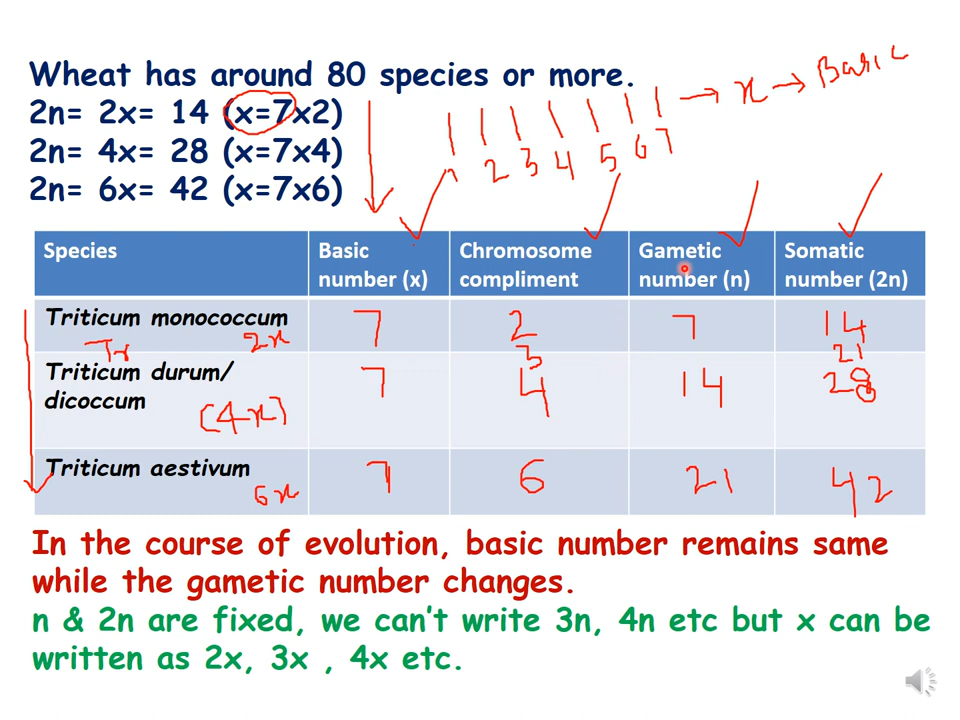 Wheat has around 80 species or more.
2n= 2x= 14 (x=7x2)
2n= 4x= 28 (x=7x4)
2n= 6x= 42 (x=7x6)
x → Basic
2 3 4 5 6 7
Species Basic number (x) Chromosome compliment Gametic number (n) Somatic number (2n)
Triticum monococcum 2x 7 2 7 14
3 21
Triticum durum/ dicoccum (4x) 7 4 14 28
Triticum aestivum 6x 7 6 21 42
In the course of evolution, basic number remains same
while the gametic number changes.
n & 2n are fixed, we can't write 3n, 4n etc but x can be
written as 2x, 3x , 4x etc.